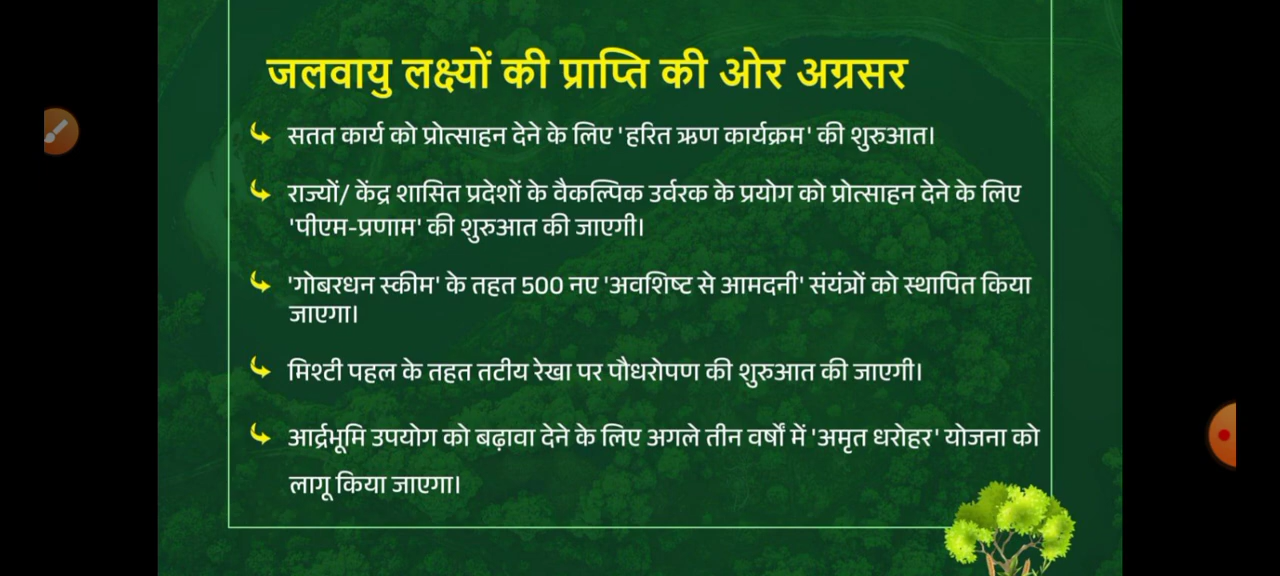 जलवायु लक्ष्यों की प्राप्ति की ओर अग्रसर
सतत कार्य को प्रोत्साहन देने के लिए 'हरित ऋण कार्यक्रम' की शुरुआत।
राज्यों/ केंद्र शासित प्रदेशों के वैकल्पिक उर्वरक के प्रयोग को प्रोत्साहन देने के लिए
'पीएम-प्रणाम' की शुरुआत की जाएगी।
'गोबरधन स्कीम' के तहत 500 नए 'अवशिष्ट से आमदनी' संयंत्रों को स्थापित किया
जाएगा।
मिश्टी पहल के तहत तटीय रेखा पर पौधरोपण की शुरुआत की जाएगी।
आर्द्रभूमि उपयोग को बढ़ावा देने के लिए अगले तीन वर्षों में 'अमृत धरोहर' योजना को
लागू किया जाएगा।